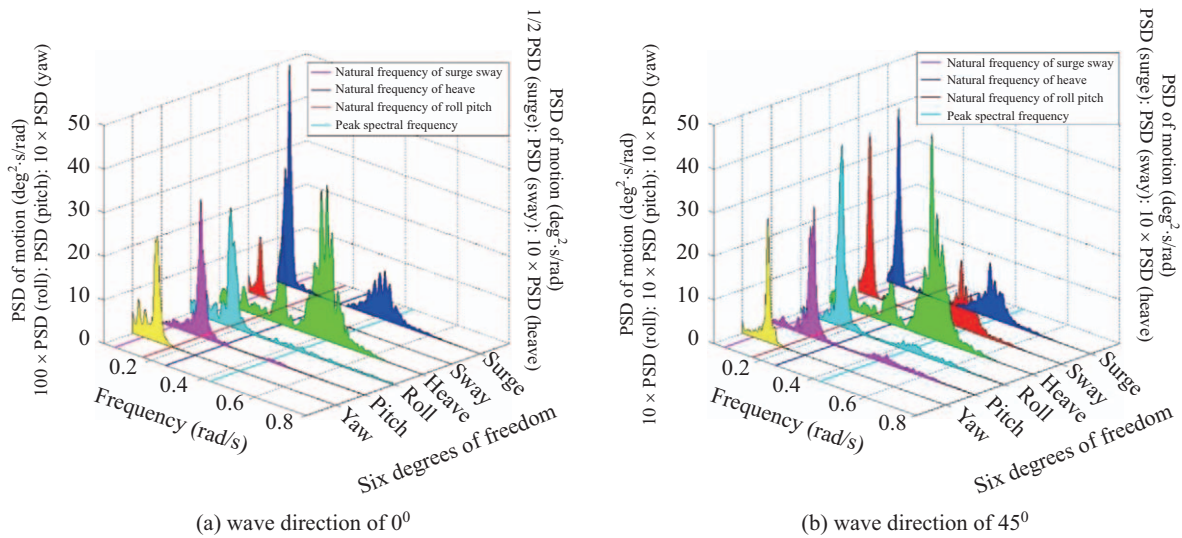 PSD of motion (deg²·s/rad)
100 × PSD (roll): PSD (pitch): 10 × PSD (yaw)
50
40
30
20
10
0
0.2
0.4
0.6
0.8
Frequency (rad/s)
Yaw
Pitch
Roll
Heave
Sway
Surge
Six degrees of freedom
Natural frequency of surge sway
Natural frequency of heave
Natural frequency of roll pitch
Peak spectral frequency
PSD of motion (deg²·s/rad)
1/2 PSD (surge): PSD (sway): 10 × PSD (heave)
(a) wave direction of 0⁰
PSD of motion (deg²·s/rad)
10 × PSD (roll): 10 × PSD (pitch): 10 × PSD (yaw)
50
40
30
20
10
0
0.2
0.4
0.6
0.8
Frequency (rad/s)
Yaw
Pitch
Roll
Heave
Sway
Surge
Six degrees of freedom
Natural frequency of surge sway
Natural frequency of heave
Natural frequency of roll pitch
Peak spectral frequency
PSD of motion (deg²·s/rad)
PSD (surge): PSD (sway): 10 × PSD (heave)
(b) wave direction of 45⁰